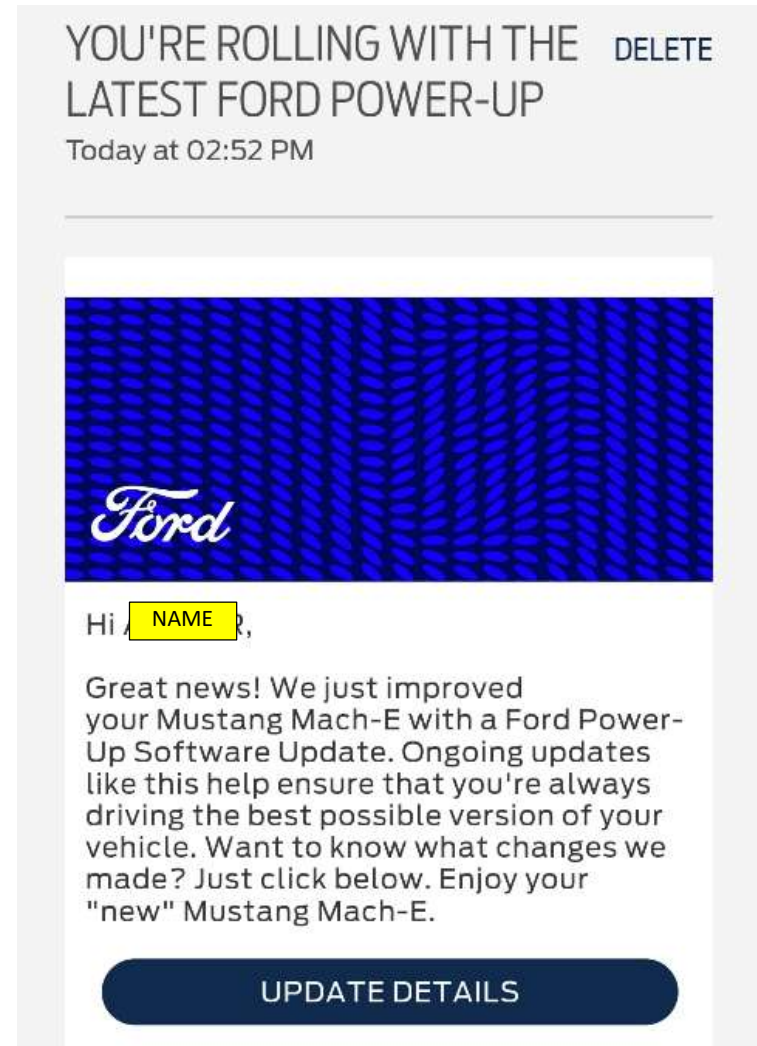 YOU'RE ROLLING WITH THE
LATEST FORD POWER-UP
DELETE
Today at 02:52 PM
Ford
Hi NAME R,
Great news! We just improved
your Mustang Mach-E with a Ford Power-
Up Software Update. Ongoing updates
like this help ensure that you're always
driving the best possible version of your
vehicle. Want to know what changes we
made? Just click below. Enjoy your
"new" Mustang Mach-E.
UPDATE DETAILS